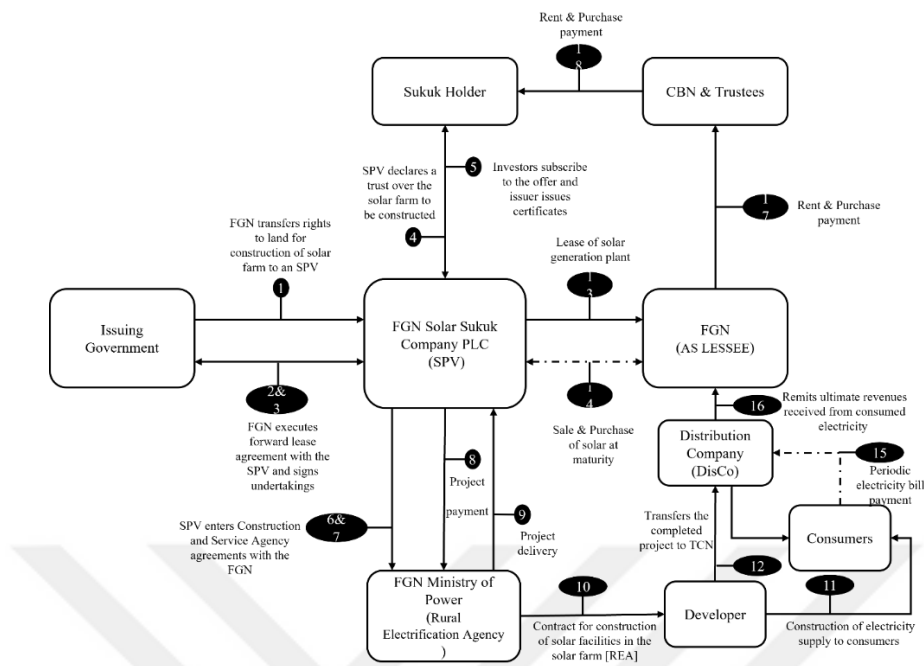 Rent & Purchase
payment
1
8
Sukuk Holder
CBN & Trustees
5
SPV declares a
trust over the
solar farm to
be constructed
Investors subscribe
to the offer and
issuer issues
certificates
4
1
7
Rent & Purchase
payment
FGN transfers rights
to land for
construction of solar
farm to an SPV
1
Lease of solar
generation plant
1
3
Issuing
Government
FGN Solar Sukuk
Company PLC
(SPV)
FGN
(AS LESSEE)
2&
3
FGN executes
forward lease
agreement with
the SPV and signs
undertakings
1
4
Sale & Purchase
of solar at
maturity
16
Remits ultimate revenues
received from consumed
electricity
Distribution
Company
(DisCo)
15
Periodic
electricity bill
payment
8
Project
payment
9
Project
delivery
6&
7
SPV enters Construction
and Service Agency
agreements with the
FGN
Transfers the
completed
project to TCN
12
Consumers
FGN Ministry of
Power
(Rural
Electrification Agency
)
10
Contract for construction
of solar facilities in the
solar farm [REA]
Developer
11
Construction of electricity
supply to consumers